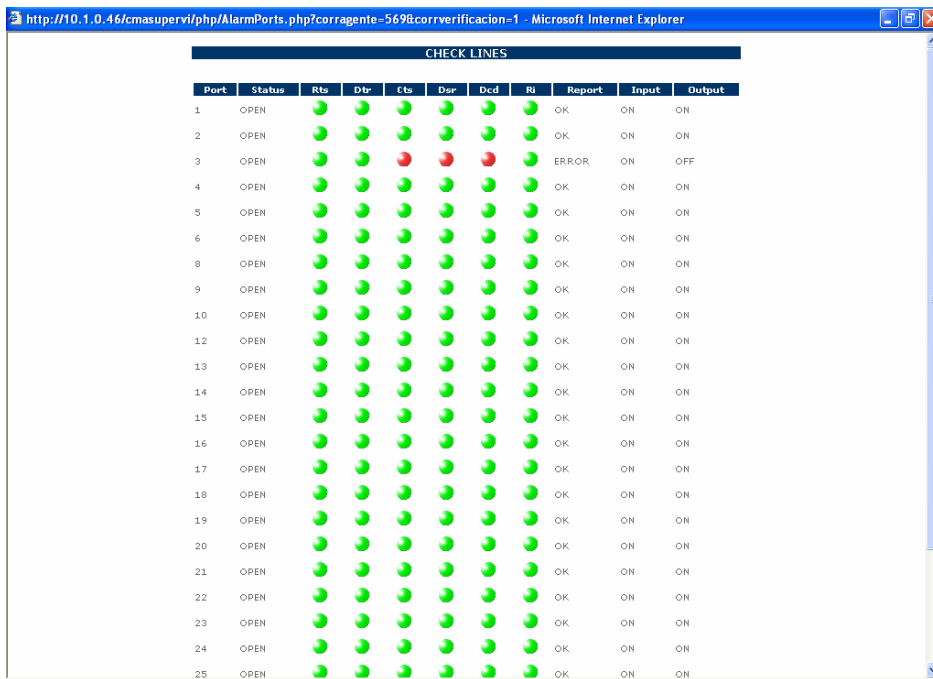 http://10.1.0.46/cmasupervi/php/AlarmPorts.php?corragente=569&corrverificacion=1 - Microsoft Internet Explorer
CHECK LINES
Port Status Rts Dtr Cts Dsr Dcd Ri Report Input Output
1 OPEN OK ON ON
2 OPEN OK ON ON
3 OPEN ERROR ON OFF
4 OPEN OK ON ON
5 OPEN OK ON ON
6 OPEN OK ON ON
8 OPEN OK ON ON
9 OPEN OK ON ON
10 OPEN OK ON ON
12 OPEN OK ON ON
13 OPEN OK ON ON
14 OPEN OK ON ON
15 OPEN OK ON ON
16 OPEN OK ON ON
17 OPEN OK ON ON
18 OPEN OK ON ON
19 OPEN OK ON ON
20 OPEN OK ON ON
21 OPEN OK ON ON
22 OPEN OK ON ON
23 OPEN OK ON ON
24 OPEN OK ON ON
25 OPEN OK ON ON